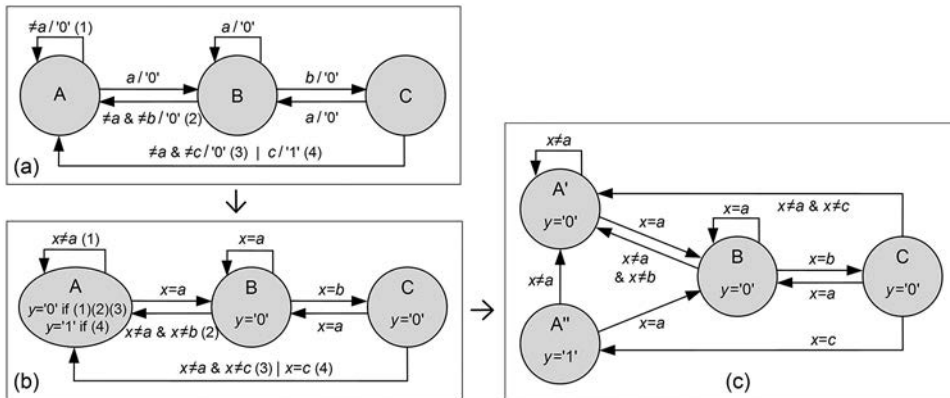 ≠a / '0' (1)
a / '0'
A
a / '0'
B
b / '0'
C
≠a & ≠b / '0' (2)
a / '0'
≠a & ≠c / '0' (3) | c / '1' (4)
(a)
x≠a (1)
x=a
A
y='0' if (1)(2)(3)
y='1' if (4)
x=a
B
y='0'
x=b
C
y='0'
x≠a & x≠b (2)
x=a
x≠a & x≠c (3) | x=c (4)
(b)
x≠a
A'
y='0'
x≠a & x≠c
x=a
x=a
x≠a
& x≠b
B
y='0'
x=b
C
y='0'
x=a
x≠a
x=a
A''
y='1'
x=c
(c)